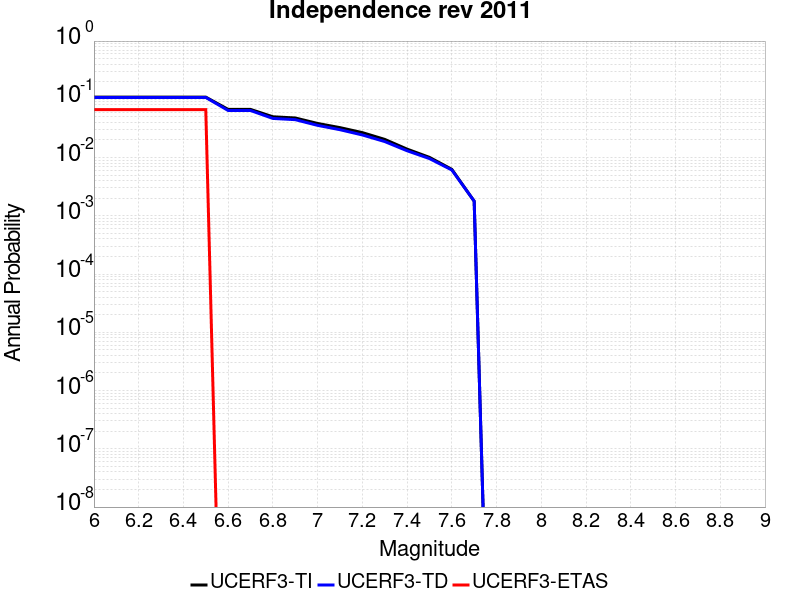 Independence rev 2011
10^0
10^-1
10^-2
10^-3
10^-4
10^-5
10^-6
10^-7
10^-8
Annual Probability
6 6.2 6.4 6.6 6.8 7 7.2 7.4 7.6 7.8 8 8.2 8.4 8.6 8.8 9
Magnitude
UCERF3-TI UCERF3-TD UCERF3-ETAS